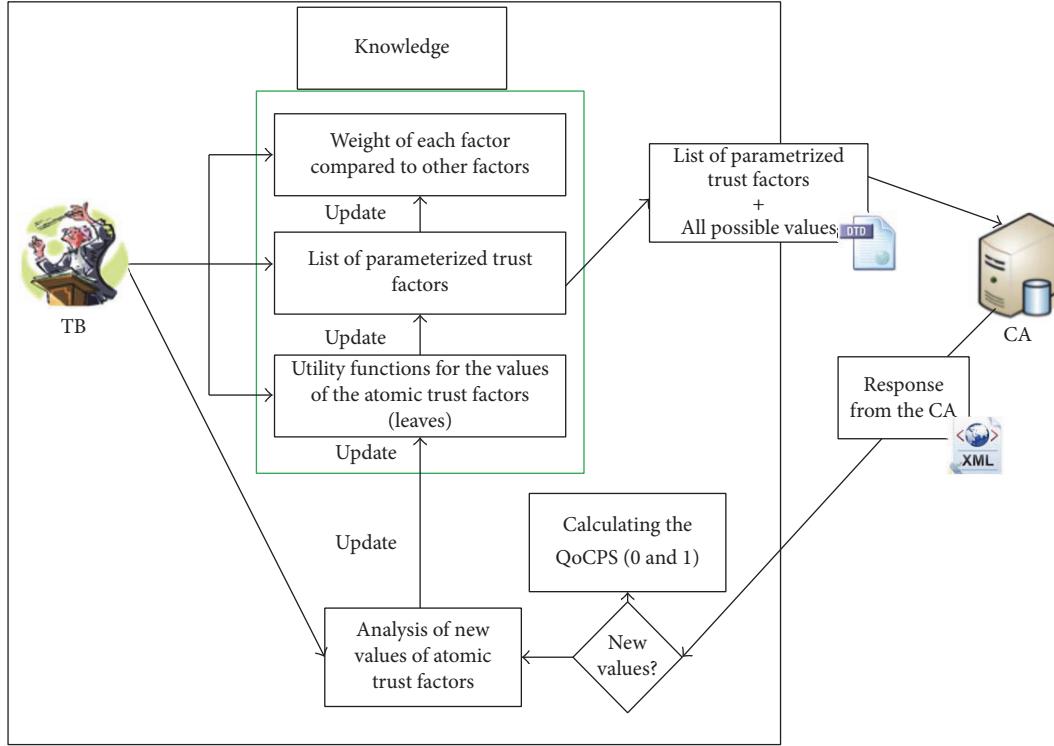 Knowledge
Weight of each factor
compared to other factors
Update
List of parameterized trust
factors
Update
Utility functions for the values
of the atomic trust factors
(leaves)
Update
Update
TB
List of parametrized
trust factors
+
All possible values
DTD
CA
Response
from the CA
XML
Calculating the
QoCPS (0 and 1)
New
values?
Analysis of new
values of atomic
trust factors